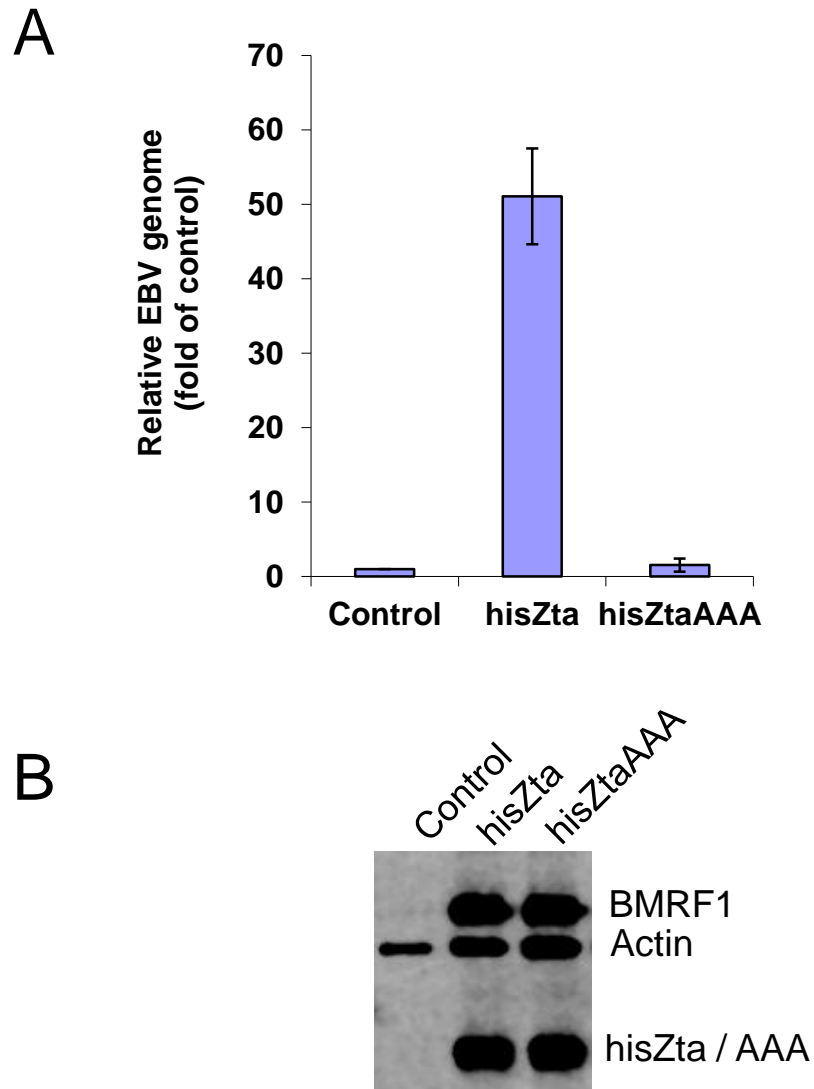 A
70
60
50
40
30
20
10
0
Relative EBV genome
(fold of control)
Control hisZta hisZtaAAA
B
Control
hisZta
hisZtaAAA
BMRF1
Actin
hisZta / AAA